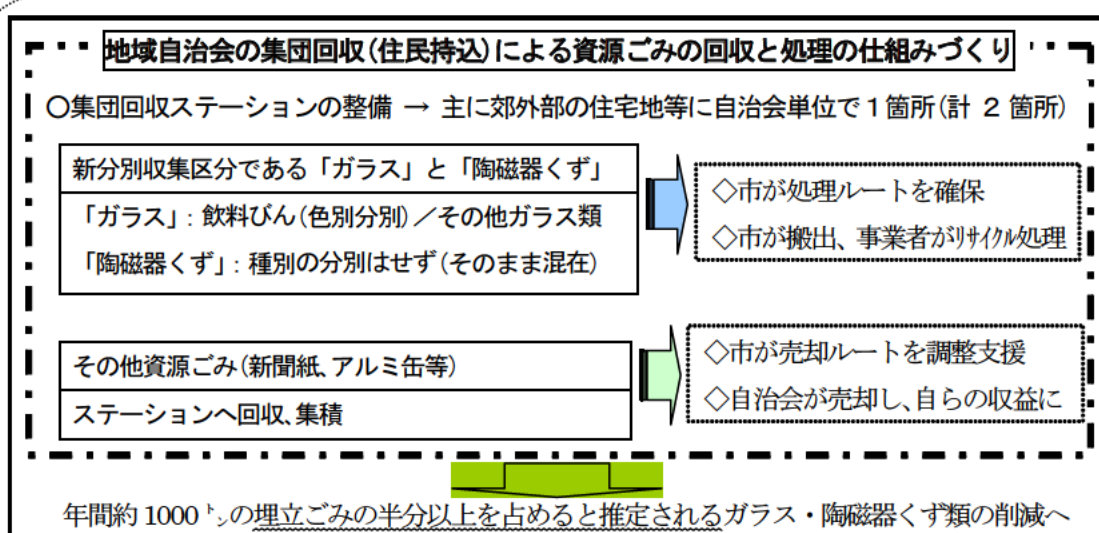 地域自治会の集団回収(住民持込)による資源ごみの回収と処理の仕組みづくり
〇集団回収ステーションの整備 → 主に郊外部の住宅地等に自治会単位で1箇所(計 2 箇所)
新分別収集区分である「ガラス」と「陶磁器くず」
「ガラス」: 飲料びん(色別分別)/その他ガラス類
「陶磁器くず」: 種別の分別はせず(そのまま混在)
◇市が処理ルートを確保
◇市が搬出、事業者がﾘｻｲｸﾙ処理
その他資源ごみ(新聞紙、アルミ缶等)
ステーションへ回収、集積
◇市が売却ルートを調整支援
◇自治会が売却し、自らの収益に
年間約 1000 ㌧の埋立ごみの半分以上を占めると推定されるガラス・陶磁器くず類の削減へ